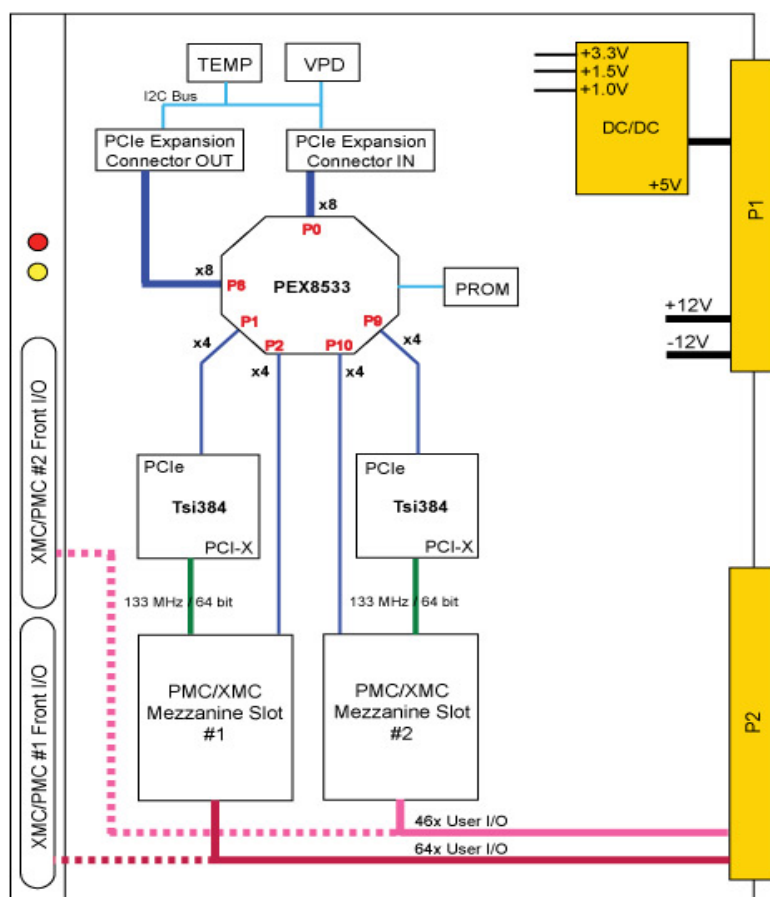 TEMP
VPD
I2C Bus
PCIe Expansion
Connector OUT
PCIe Expansion
Connector IN
+3.3V
+1.5V
+1.0V
DC/DC
+5V
P1
x8
P0
x8
P8
PEX8533
PROM
P1
P9
x4
P2
P10
x4
x4
x4
+12V
-12V
XMC/PMC #2 Front I/O
PCIe
Tsi384
PCI-X
PCIe
Tsi384
PCI-X
133 MHz / 64 bit
133 MHz / 64 bit
XMC/PMC #1 Front I/O
PMC/XMC
Mezzanine Slot
#1
PMC/XMC
Mezzanine Slot
#2
P2
46x User I/O
64x User I/O